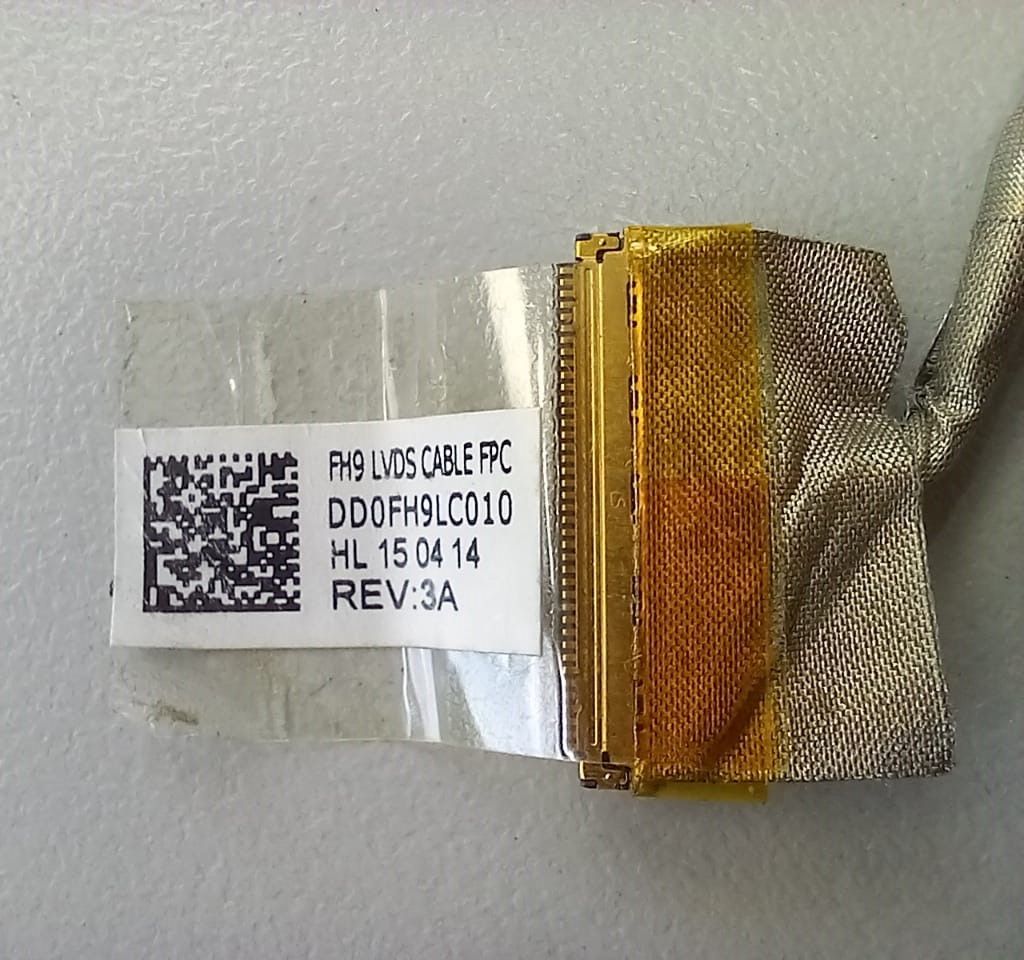 FH9 LVDS CABLE FPC
DD0FH9LC010
HL 15 04 14
REV:3A